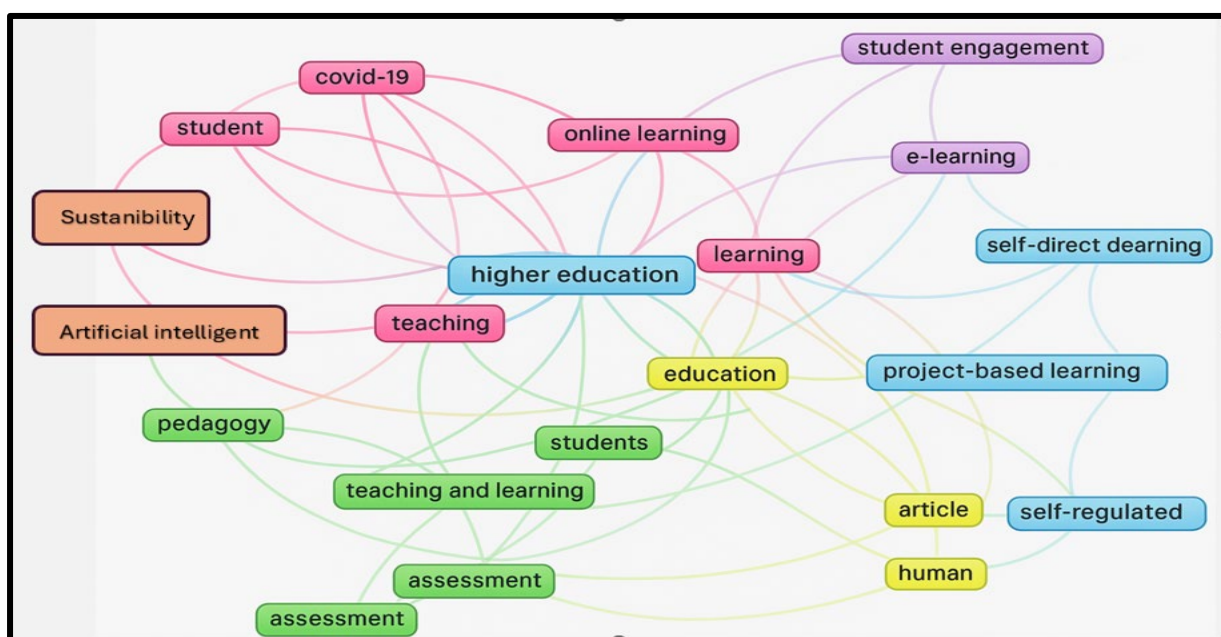 student engagement
covid-19
student
online learning
e-learning
Sustanibility
self-direct dearning
learning
higher education
Artificial intelligent
teaching
education
project-based learning
pedagogy
students
teaching and learning
article
self-regulated
human
assessment
assessment